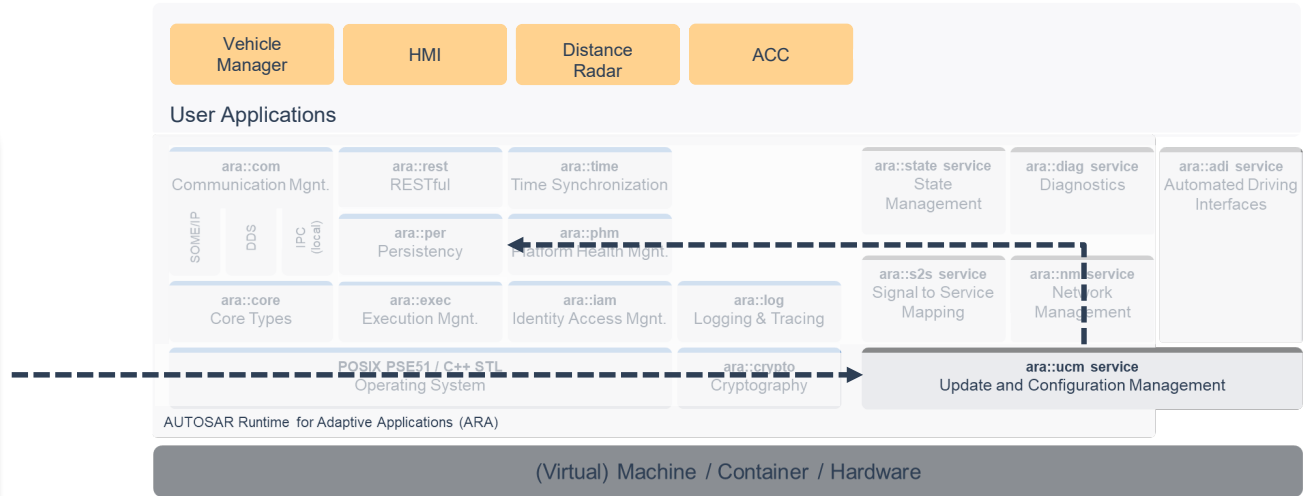 Vehicle
Manager
HMI
Distance
Radar
ACC
User Applications
ara::com
Communication Mgnt.
SOME/IP
DDS
IPC
(local)
ara::rest
RESTful
ara::time
Time Synchronization
ara::per
Persistency
ara::phm
Platform Health Mgnt.
ara::core
Core Types
ara::exec
Execution Mgnt.
ara::iam
Identity Access Mgnt.
ara::log
Logging & Tracing
ara::state service
State
Management
ara::diag service
Diagnostics
ara::adi service
Automated Driving
Interfaces
ara::s2s service
Signal to Service
Mapping
ara::nm service
Network
Management
POSIX PSE51 / C++ STL
Operating System
ara::crypto
Cryptography
ara::ucm service
Update and Configuration Management
AUTOSAR Runtime for Adaptive Applications (ARA)
(Virtual) Machine / Container / Hardware